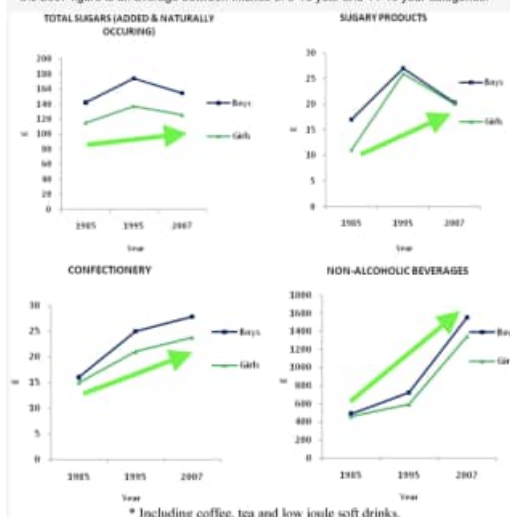 TOTAL SUGARS (ADDED & NATURALLY
OCCURING)
200
180
160
140
120
100
80
60
40
20
0
g
Boys
Girls
1985 1995 2007
Year
SUGARY PRODUCTS
30
25
20
15
10
5
0
g
Boys
Girls
1985 1995 2007
Year
CONFECTIONERY
30
25
20
15
10
5
0
g
Boys
Girls
1985 1995 2007
Year
NON-ALCOHOLIC BEVERAGES
1800
1600
1400
1200
1000
800
600
400
200
0
g
Bo
Gir
1985 1995 2007
Year
* Including coffee, tea and low joule soft drinks.